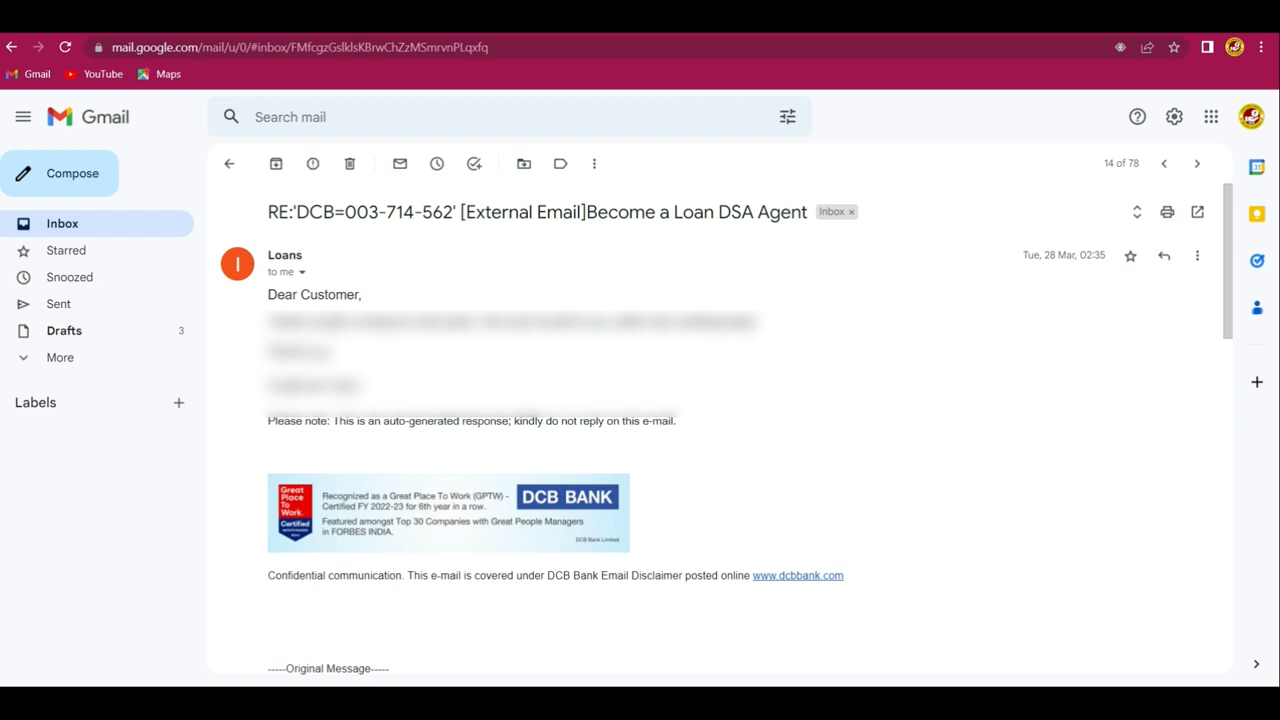 mail.google.com/mail/u/0/#inbox/FMfcgzGslklsKBrwChZzMSmrvnPLqxfq
Gmail YouTube Maps
Gmail
Search mail
Compose
14 of 78
Inbox
RE:'DCB=003-714-562' [External Email]Become a Loan DSA Agent Inbox x
Starred
Loans
Tue, 28 Mar, 02:35
to me
Snoozed
Dear Customer,
Sent
Drafts 3
More
Labels
Please note: This is an auto-generated response; kindly do not reply on this e-mail.
Great
Place
To
Work.
Certified
Recognized as a Great Place To Work (GPTW) -
Certified FY 2022-23 for 6th year in a row.
Featured amongst Top 30 Companies with Great People Managers
in FORBES INDIA.
DCB BANK
DCB Bank Limited
Confidential communication. This e-mail is covered under DCB Bank Email Disclaimer posted online www.dcbbank.com
-----Original Message-----